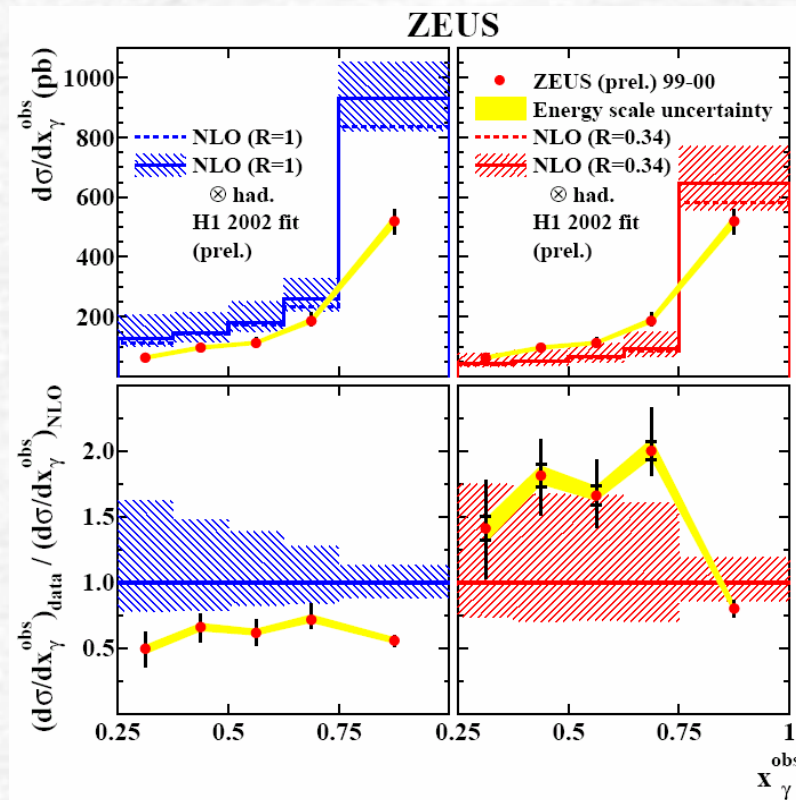 ZEUS
dσ/dx_γ^obs (pb)
1000
800
600
400
200
NLO (R=1)
NLO (R=1)
⊗ had.
H1 2002 fit
(prel.)
ZEUS (prel.) 99-00
Energy scale uncertainty
NLO (R=0.34)
NLO (R=0.34)
⊗ had.
H1 2002 fit
(prel.)
(dσ/dx_γ^obs)_data / (dσ/dx_γ^obs)_NLO
2.0
1.5
1.0
0.5
0.25 0.5 0.75 0.25 0.5 0.75 1
x_γ^obs